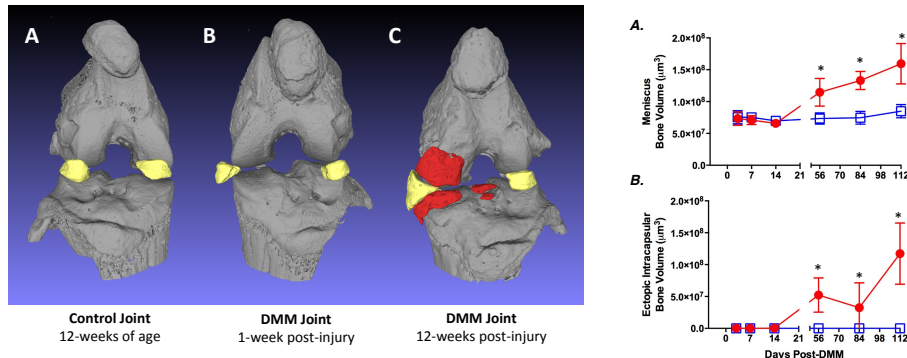 A
B
C
Control Joint
12-weeks of age
DMM Joint
1-week post-injury
DMM Joint
12-weeks post-injury
A.
Meniscus
Bone Volume (µm³)
2.0×10⁸
1.5×10⁸
1.0×10⁸
5.0×10⁷
0.0
* * *
0 7 14 21 56 70 84 98 112
B.
Ectopic Intracapsular
Bone Volume (µm³)
2.0×10⁸
1.5×10⁸
1.0×10⁸
5.0×10⁷
0.0
* * *
0 7 14 21 56 70 84 98 112
Days Post-DMM